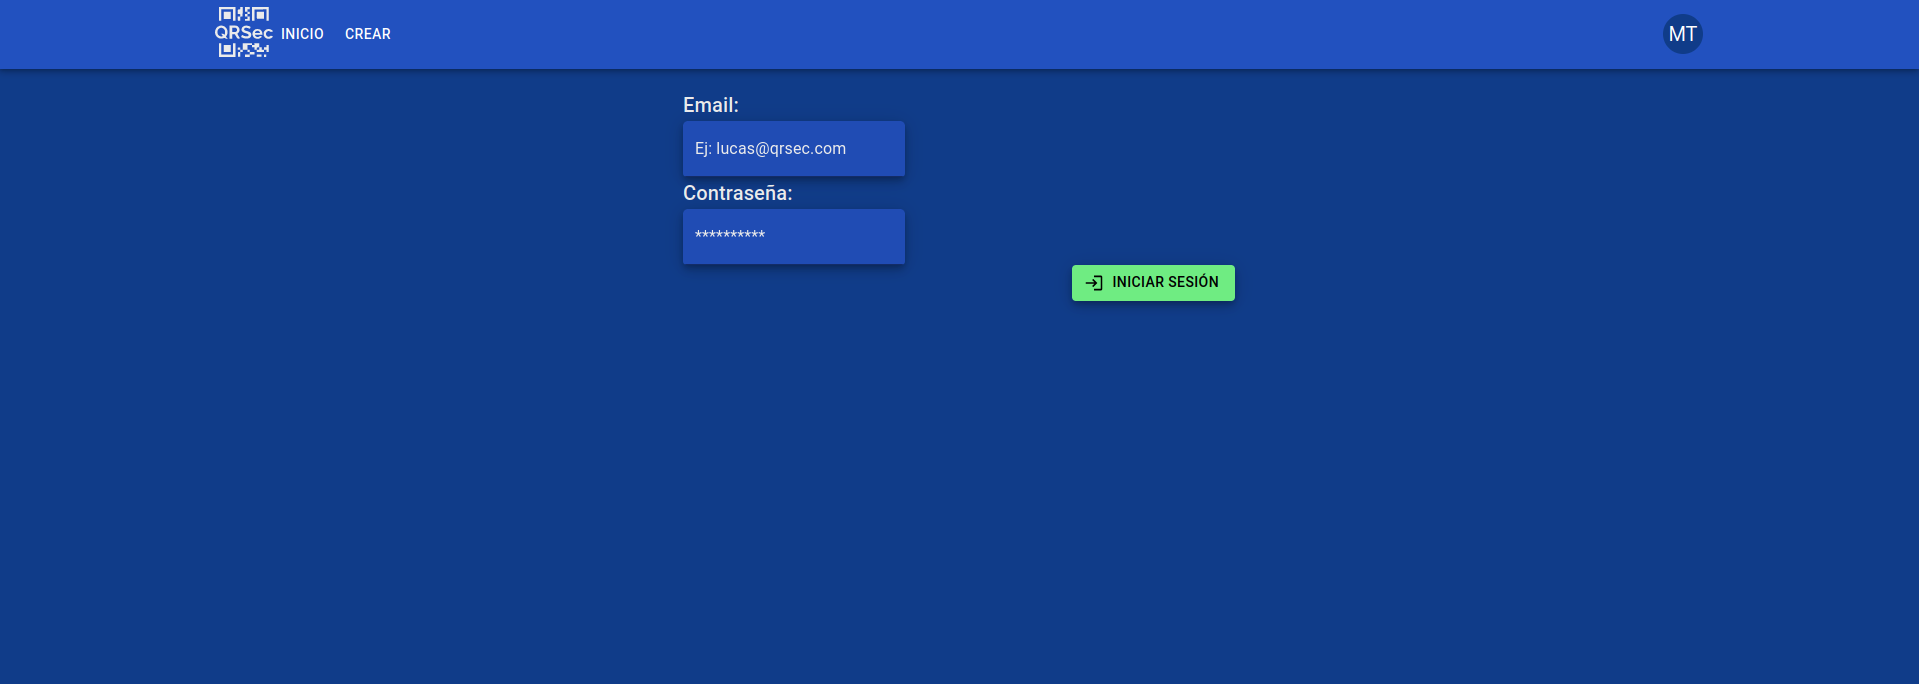 QRSec INICIO CREAR MT
Email:
Ej: lucas@qrsec.com
Contraseña:
**********
INICIAR SESIÓN